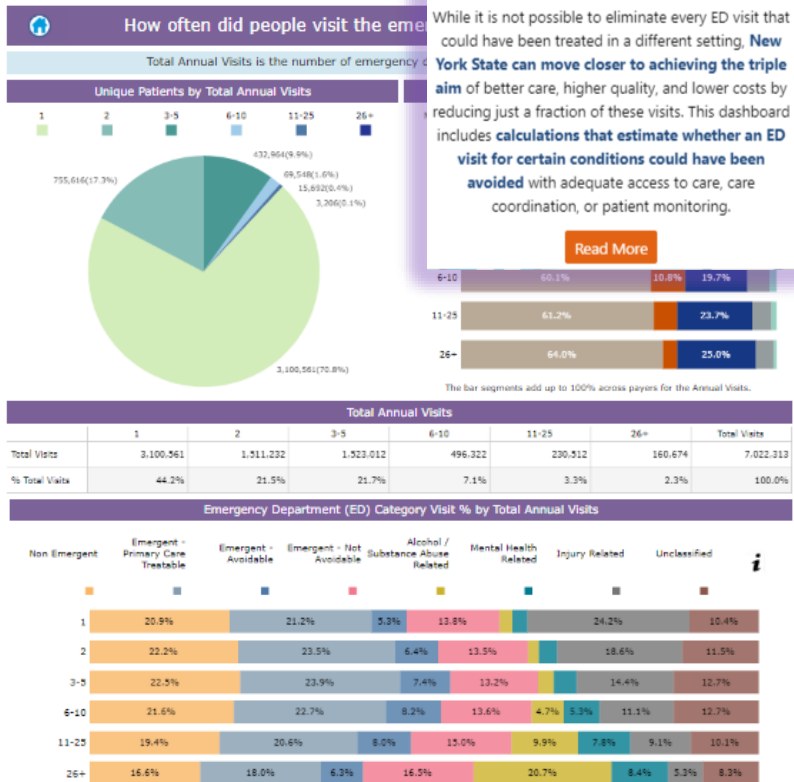 How often did people visit the eme
Total Annual Visits is the number of emergency
Unique Patients by Total Annual Visits
1 2 3-5 6-10 11-25 26+
432,964(9.9%)
69,548(1.6%)
15,692(0.4%)
3,206(0.1%)
755,616(17.3%)
3,100,561(70.8%)
While it is not possible to eliminate every ED visit that
could have been treated in a different setting, New
York State can move closer to achieving the triple
aim of better care, higher quality, and lower costs by
reducing just a fraction of these visits. This dashboard
includes calculations that estimate whether an ED
visit for certain conditions could have been
avoided with adequate access to care, care
coordination, or patient monitoring.
Read More
6-10 60.1% 10.8% 19.7%
11-25 61.2% 23.7%
26+ 64.0% 25.0%
The bar segments add up to 100% across payers for the Annual Visits.
Total Annual Visits
1 2 3-5 6-10 11-25 26+ Total Visits
Total Visits 3,100,561 1,511,232 1,523,012 496,322 230,512 160,674 7,022,313
% Total Visits 44.2% 21.5% 21.7% 7.1% 3.3% 2.3% 100.0%
Emergency Department (ED) Category Visit % by Total Annual Visits
Non Emergent
Emergent -
Primary Care
Treatable
Emergent -
Avoidable
Emergent - Not
Avoidable
Alcohol /
Substance Abuse
Related
Mental Health
Related
Injury Related
Unclassified
i
1 20.9% 21.2% 5.3% 13.8% 24.2% 10.4%
2 22.2% 23.5% 6.4% 13.5% 18.6% 11.5%
3-5 22.5% 23.9% 7.4% 13.2% 14.4% 12.7%
6-10 21.6% 22.7% 8.2% 13.6% 4.7% 5.3% 11.1% 12.7%
11-25 19.4% 20.6% 8.0% 15.0% 9.9% 7.8% 9.1% 10.1%
26+ 16.6% 18.0% 6.3% 16.5% 20.7% 8.4% 5.3% 8.3%